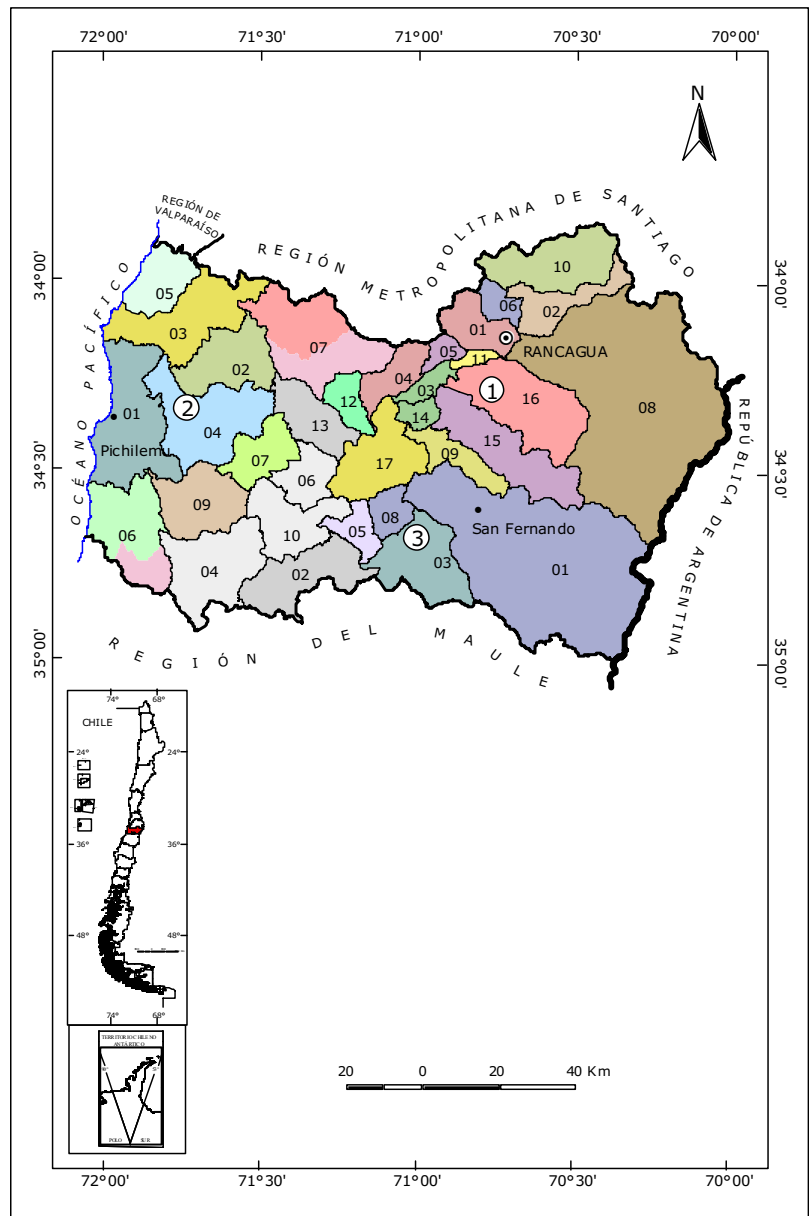 72°00' 71°30' 71°00' 70°30' 70°00'
N
REGIÓN DE
VALPARAÍSO
REGIÓN METROPOLITANA DE SANTIAGO
34°00' 34°00'
OCÉANO PACÍFICO
10
05
06
02
03
01
RANCAGUA
07
05
11
02
04
08
01
2
12
03
1
16
Pichilemu
04
13
14
15
34°30' 34°30'
07
17
09
06
09
08
San Fernando
06
10
05
3
04
02
03
01
REPÚBLICA DE ARGENTINA
REGIÓN DEL MAULE
35°00' 35°00'
74° 68°
CHILE
24° 24°
36° 36°
48° 48°
74° 68°
TERRITORIO CHILENO
ANTÁRTICO
POLO SUR
20 0 20 40 Km
72°00' 71°30' 71°00' 70°30' 70°00'